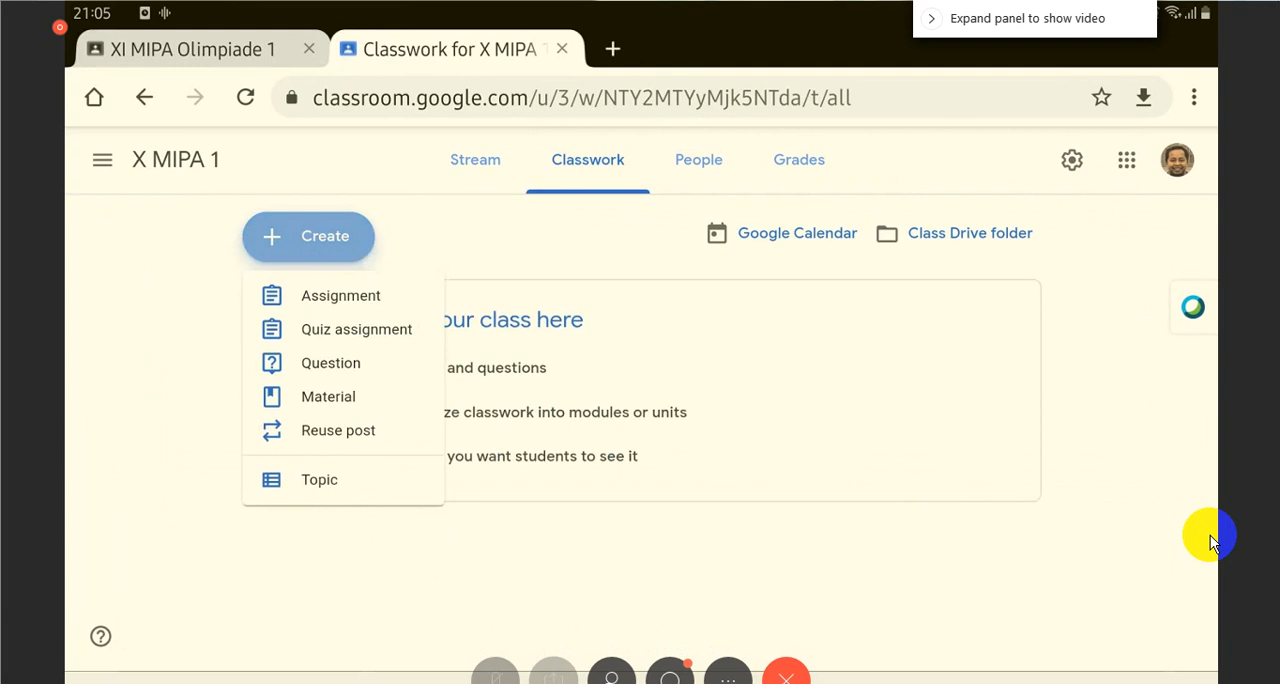 21:05
Expand panel to show video
XI MIPA Olimpiade 1
Classwork for X MIPA
classroom.google.com/u/3/w/NTY2MTYyMjk5NTda/t/all
X MIPA 1
Stream
Classwork
People
Grades
Create
Google Calendar
Class Drive folder
Assignment
Quiz assignment
Question
Material
Reuse post
Topic
our class here
and questions
ze classwork into modules or units
you want students to see it